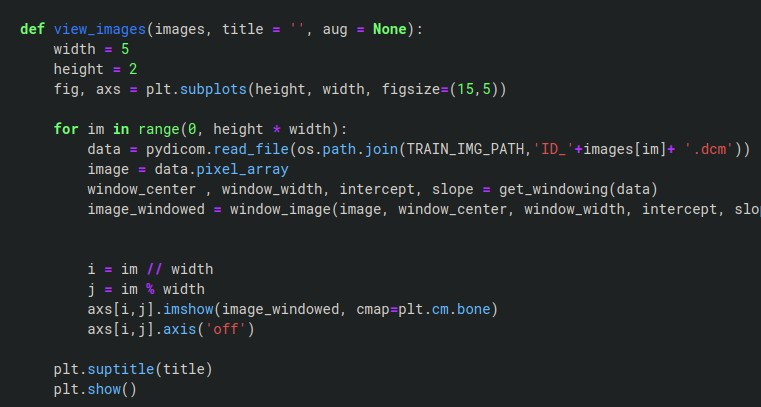 def view_images(images, title = '', aug = None):
    width = 5
    height = 2
    fig, axs = plt.subplots(height, width, figsize=(15,5))

    for im in range(0, height * width):
        data = pydicom.read_file(os.path.join(TRAIN_IMG_PATH,'ID_'+images[im]+ '.dcm'))
        image = data.pixel_array
        window_center , window_width, intercept, slope = get_windowing(data)
        image_windowed = window_image(image, window_center, window_width, intercept, slo


        i = im // width
        j = im % width
        axs[i,j].imshow(image_windowed, cmap=plt.cm.bone)
        axs[i,j].axis('off')

    plt.suptitle(title)
    plt.show()